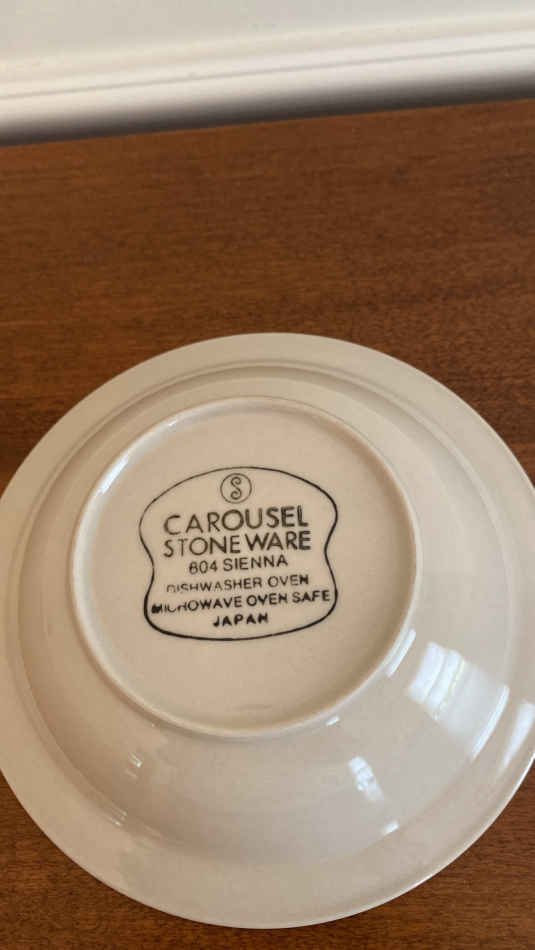 S
CAROUSEL
STONEWARE
604 SIENNA
DISHWASHER OVEN
MICROWAVE OVEN SAFE
JAPAN